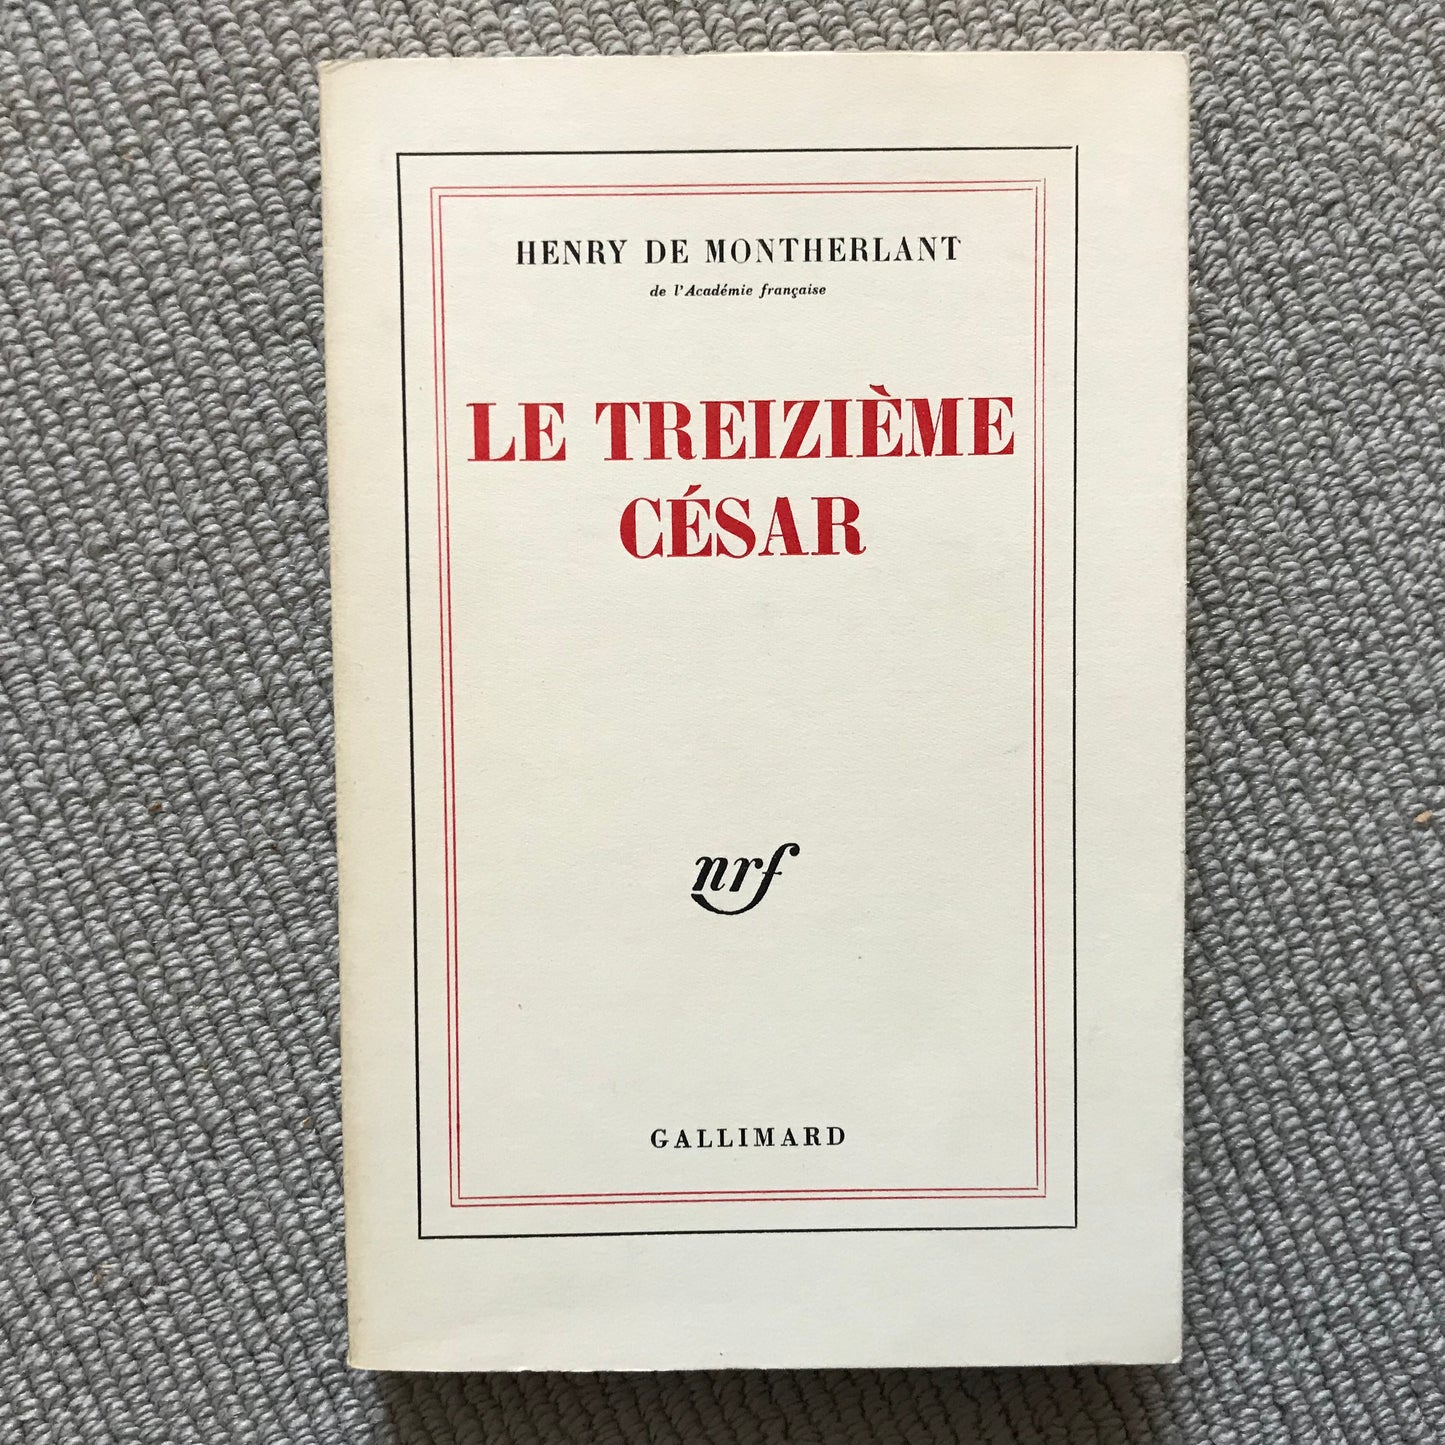 HENRY DE MONTHERLANT
de l'Académie française
LE TREIZIÈME
CÉSAR
nrf
GALLIMARD